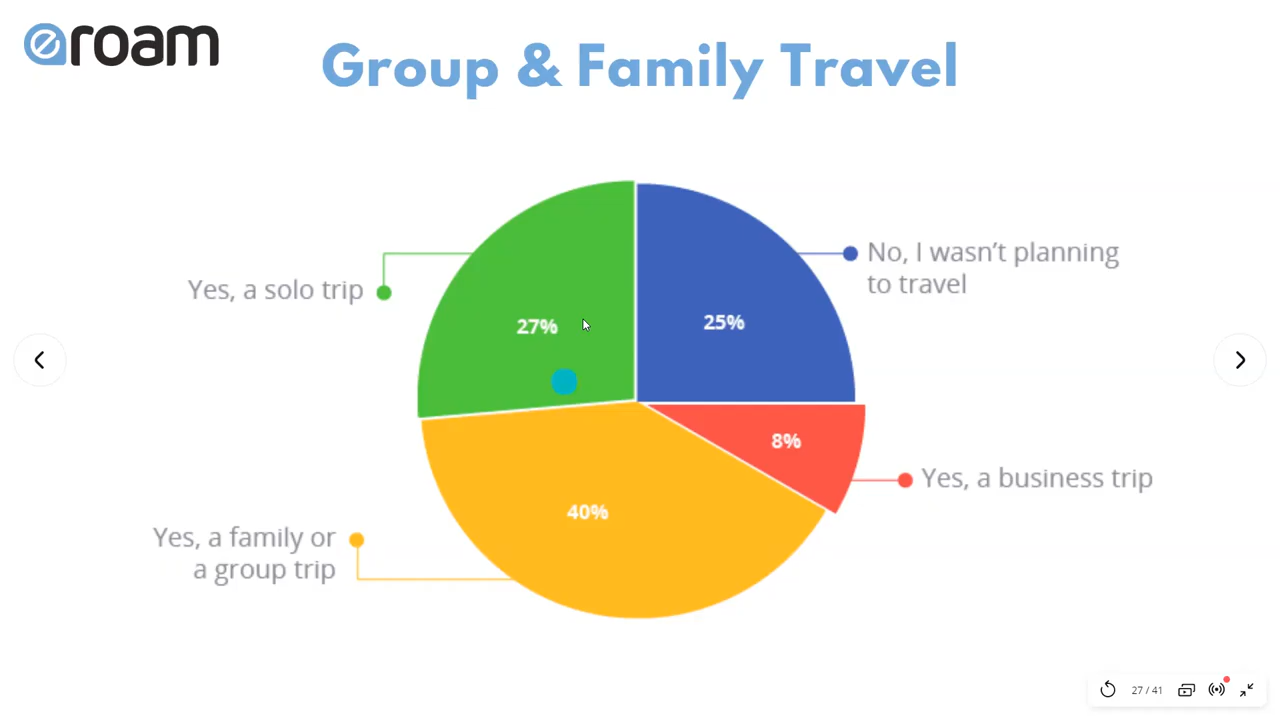 eroam
Group & Family Travel
Yes, a solo trip
27%
25%
No, I wasn't planning
to travel
8%
Yes, a business trip
40%
Yes, a family or
a group trip
27 / 41